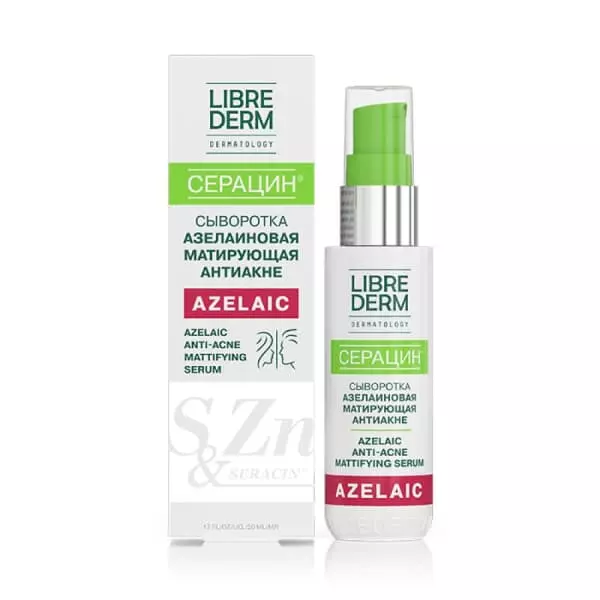 LIBRE
DERM
DERMATOLOGY
СЕРАЦИН®
СЫВОРОТКА
АЗЕЛАИНОВАЯ
МАТИРУЮЩАЯ
АНТИАКНЕ
AZELAIC
AZELAIC
ANTI-ACNE
MATTIFYING
SERUM
S Zn
& SERACIN
LIBRE
DERM
DERMATOLOGY
СЕРАЦИН
СЫВОРОТКА
АЗЕЛАИНОВАЯ
МАТИРУЮЩАЯ
АНТИАКНЕ
AZELAIC
ANTI-ACNE
MATTIFYING SERUM
AZELAIC